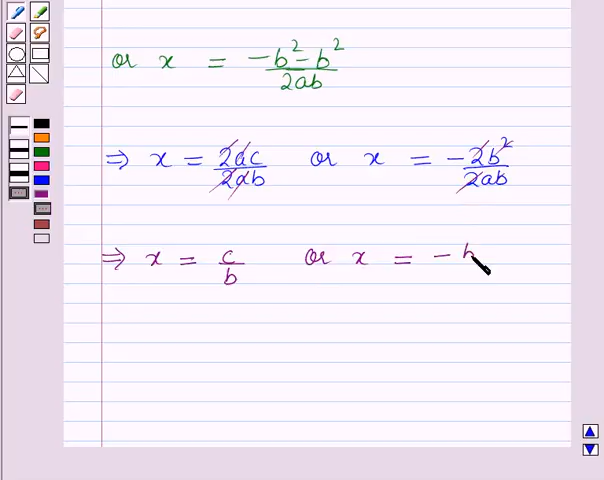 or x = -b² - b² / 2ab
⇒ x = 2ac / 2ab or x = -2b² / 2ab
⇒ x = c / b or x = -b